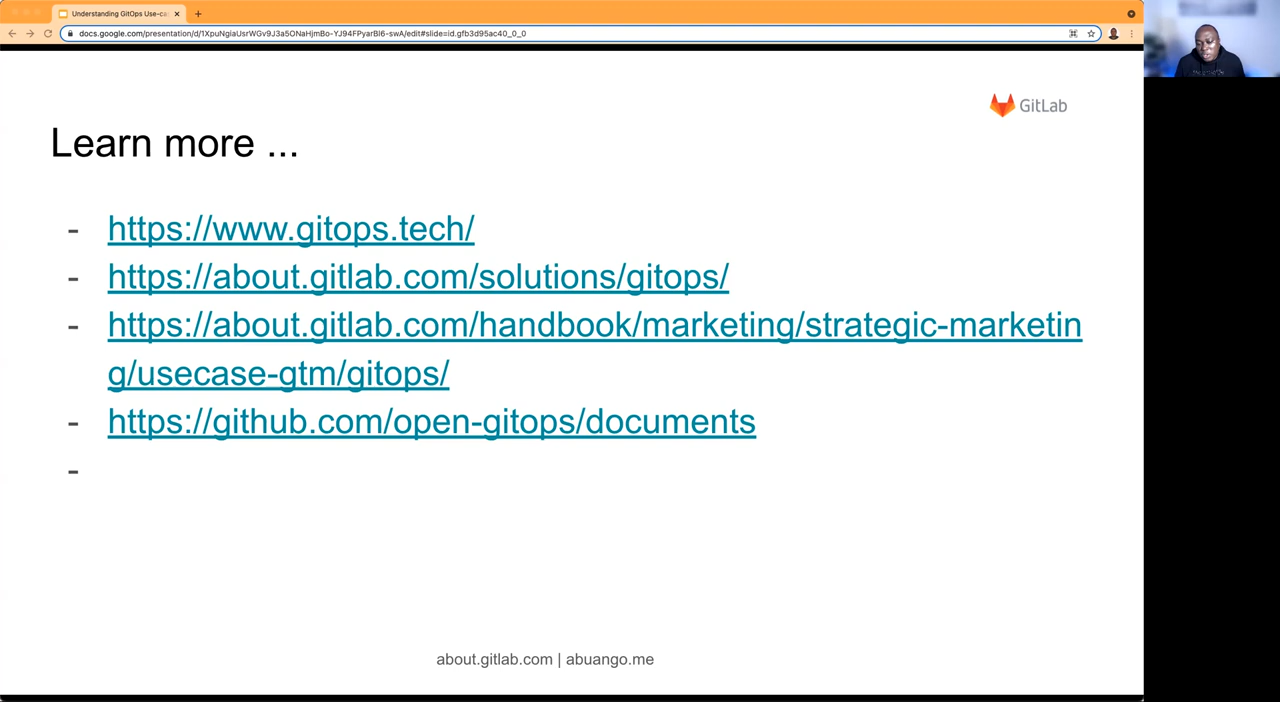 Understanding GitOps Use-ca
docs.google.com/presentation/d/1XpuNgiaUsrWGv9J3a5ONaHjmBo-YJ94FPyarBl6-swA/edit#slide=id.gfb3d95ac40_0_0
GitLab
Learn more ...
- https://www.gitops.tech/
- https://about.gitlab.com/solutions/gitops/
- https://about.gitlab.com/handbook/marketing/strategic-marketin
g/usecase-gtm/gitops/
- https://github.com/open-gitops/documents
-
about.gitlab.com | abuango.me